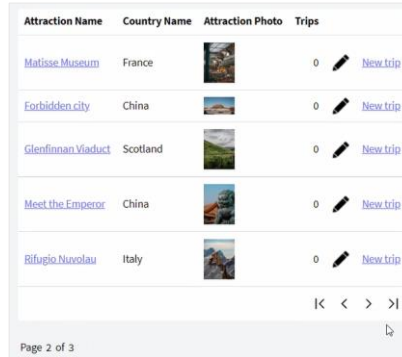 Attraction Name Country Name Attraction Photo Trips
Matisse Museum France 0 New trip
Forbidden city China 0 New trip
Glenfinnan Viaduct Scotland 0 New trip
Meet the Emperor China 0 New trip
Rifugio Nuvolau Italy 0 New trip
Page 2 of 3